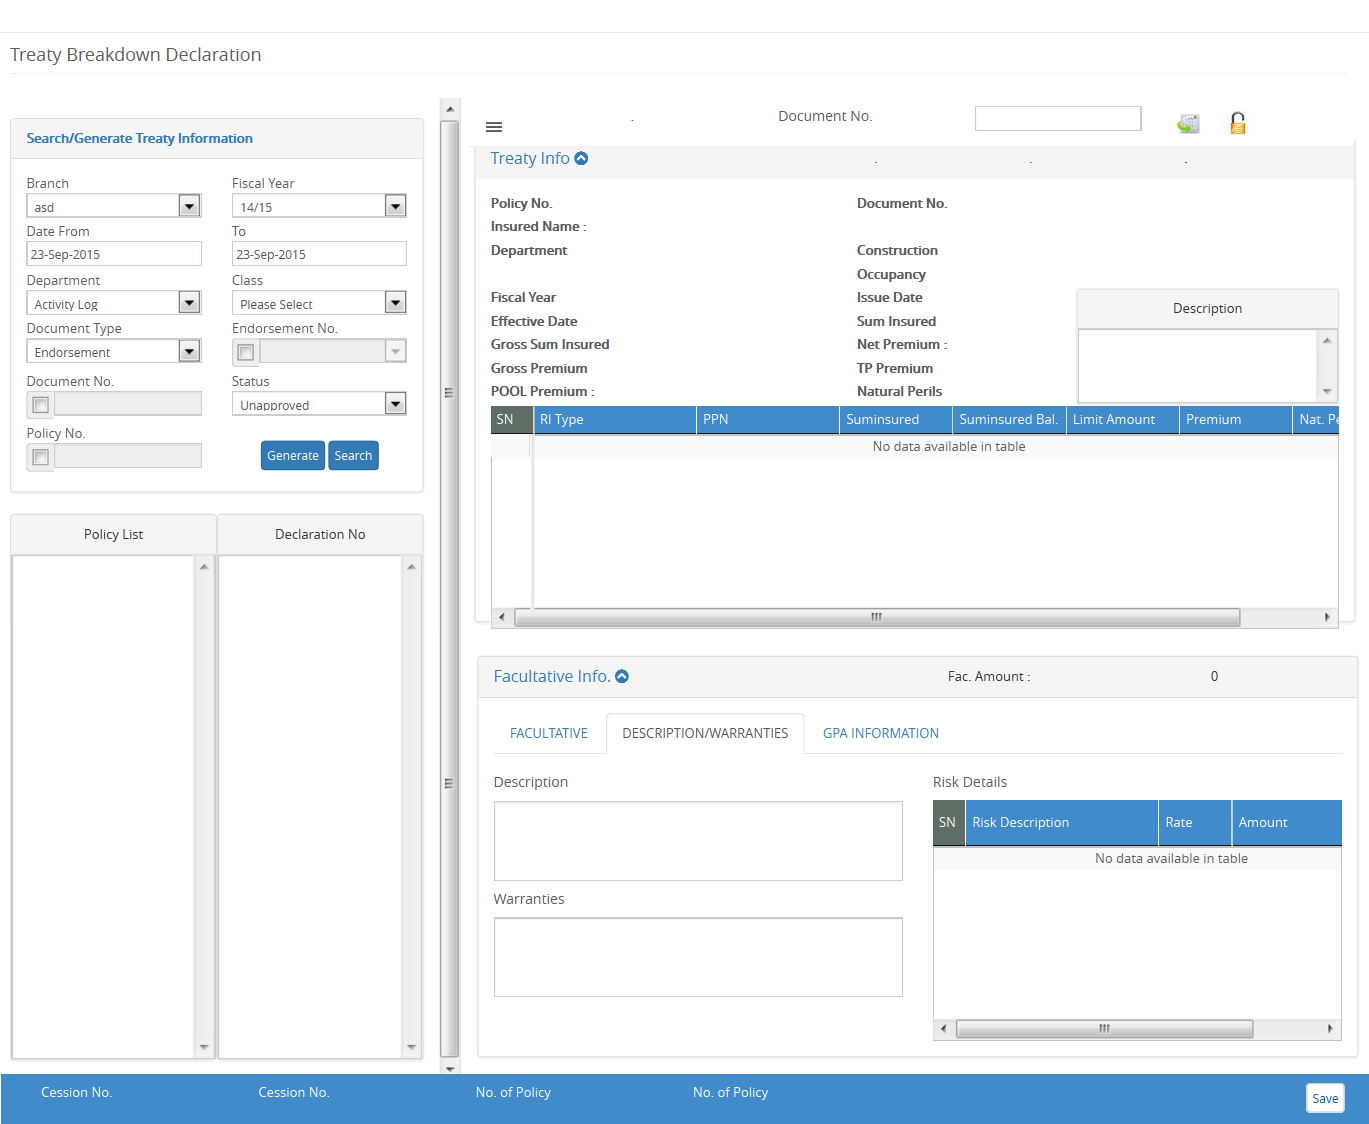 Treaty Breakdown Declaration
Search/Generate Treaty Information
Branch Fiscal Year
asd 14/15
Date From To
23-Sep-2015 23-Sep-2015
Department Class
Activity Log Please Select
Document Type Endorsement No.
Endorsement
Document No. Status
Unapproved
Policy No.
Generate Search
Policy List Declaration No
Document No.
Treaty Info
Policy No. Document No.
Insured Name :
Department Construction
Occupancy
Fiscal Year Issue Date
Effective Date Sum Insured
Gross Sum Insured Net Premium :
Gross Premium TP Premium
POOL Premium : Natural Perils
Description
SN RI Type PPN Suminsured Suminsured Bal. Limit Amount Premium Nat. Pe
No data available in table
Facultative Info. Fac. Amount : 0
FACULTATIVE DESCRIPTION/WARRANTIES GPA INFORMATION
Description
Warranties
Risk Details
SN Risk Description Rate Amount
No data available in table
Cession No. Cession No. No. of Policy No. of Policy Save